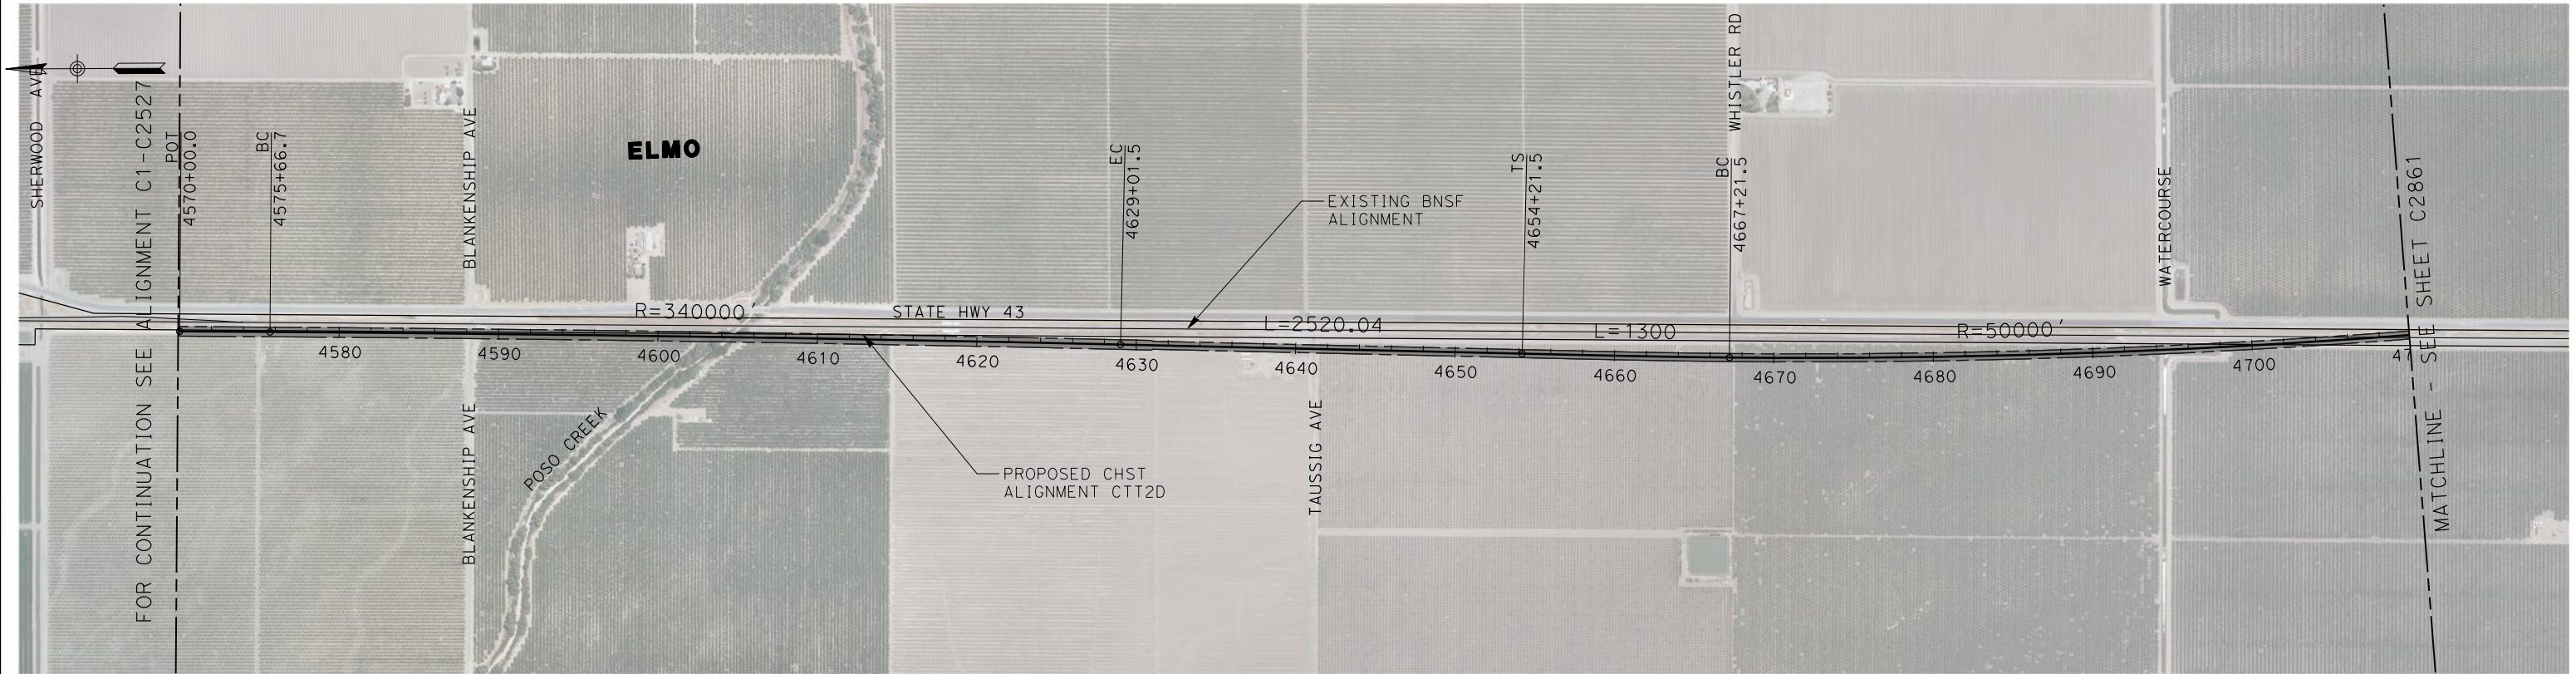 SHERWOOD AVE
FOR CONTINUATION SEE ALIGNMENT C1-C2527
POT
4570+00.0
BC
4575+66.7
BLANKENSHIP AVE
ELMO
EC
4629+01.5
EXISTING BNSF
ALIGNMENT
TS
4654+21.5
WHISTLER RD
BC
4667+21.5
WATERCOURSE
MATCHLINE - SEE SHEET C2861
R=340000'
STATE HWY 43
L=2520.04
L=1300
R=50000'
4580
4590
4600
4610
4620
4630
4640
4650
4660
4670
4680
4690
4700
47
BLANKENSHIP AVE
POSO CREEK
PROPOSED CHST
ALIGNMENT CTT2D
TAUSSIG AVE